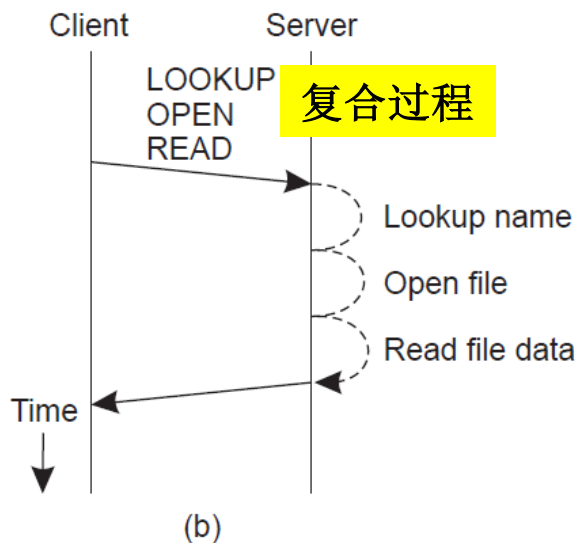 Client
Server
LOOKUP
OPEN
READ
复合过程
Lookup name
Open file
Read file data
Time
(b)